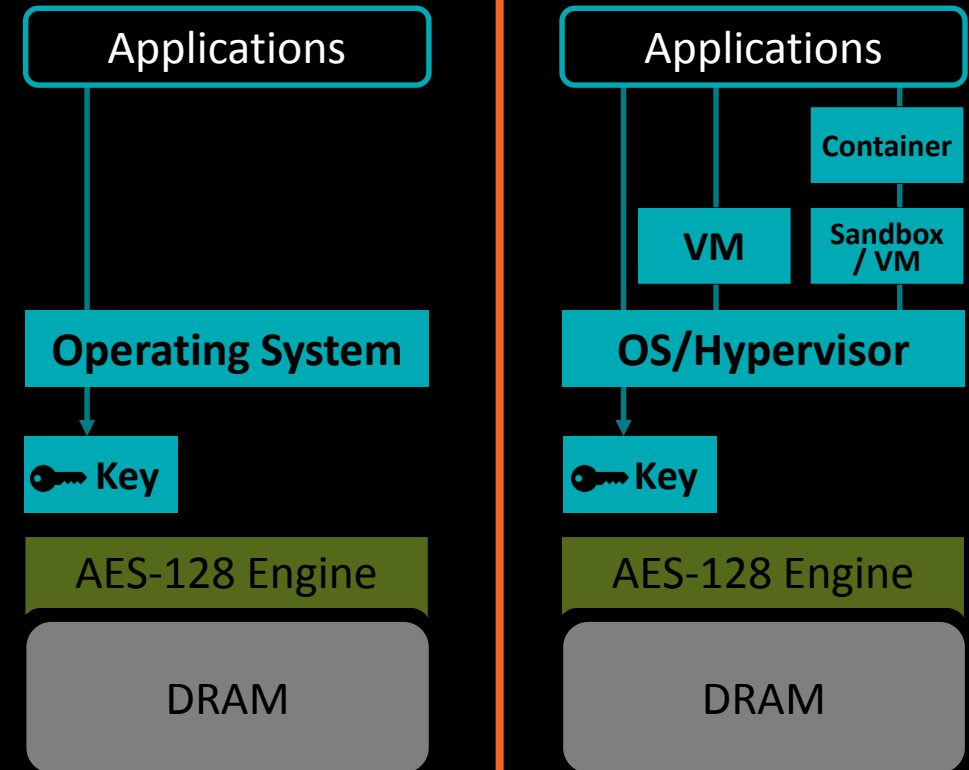 Applications
Operating System
Key
AES-128 Engine
DRAM
Applications
Container
VM
Sandbox
/ VM
OS/Hypervisor
Key
AES-128 Engine
DRAM